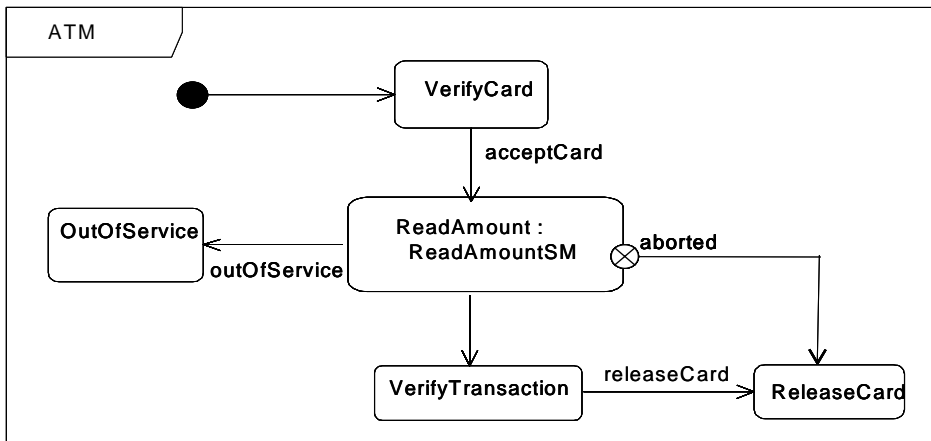 ATM
VerifyCard
acceptCard
ReadAmount :
ReadAmountSM
aborted
OutOfService
outOfService
VerifyTransaction
releaseCard
ReleaseCard